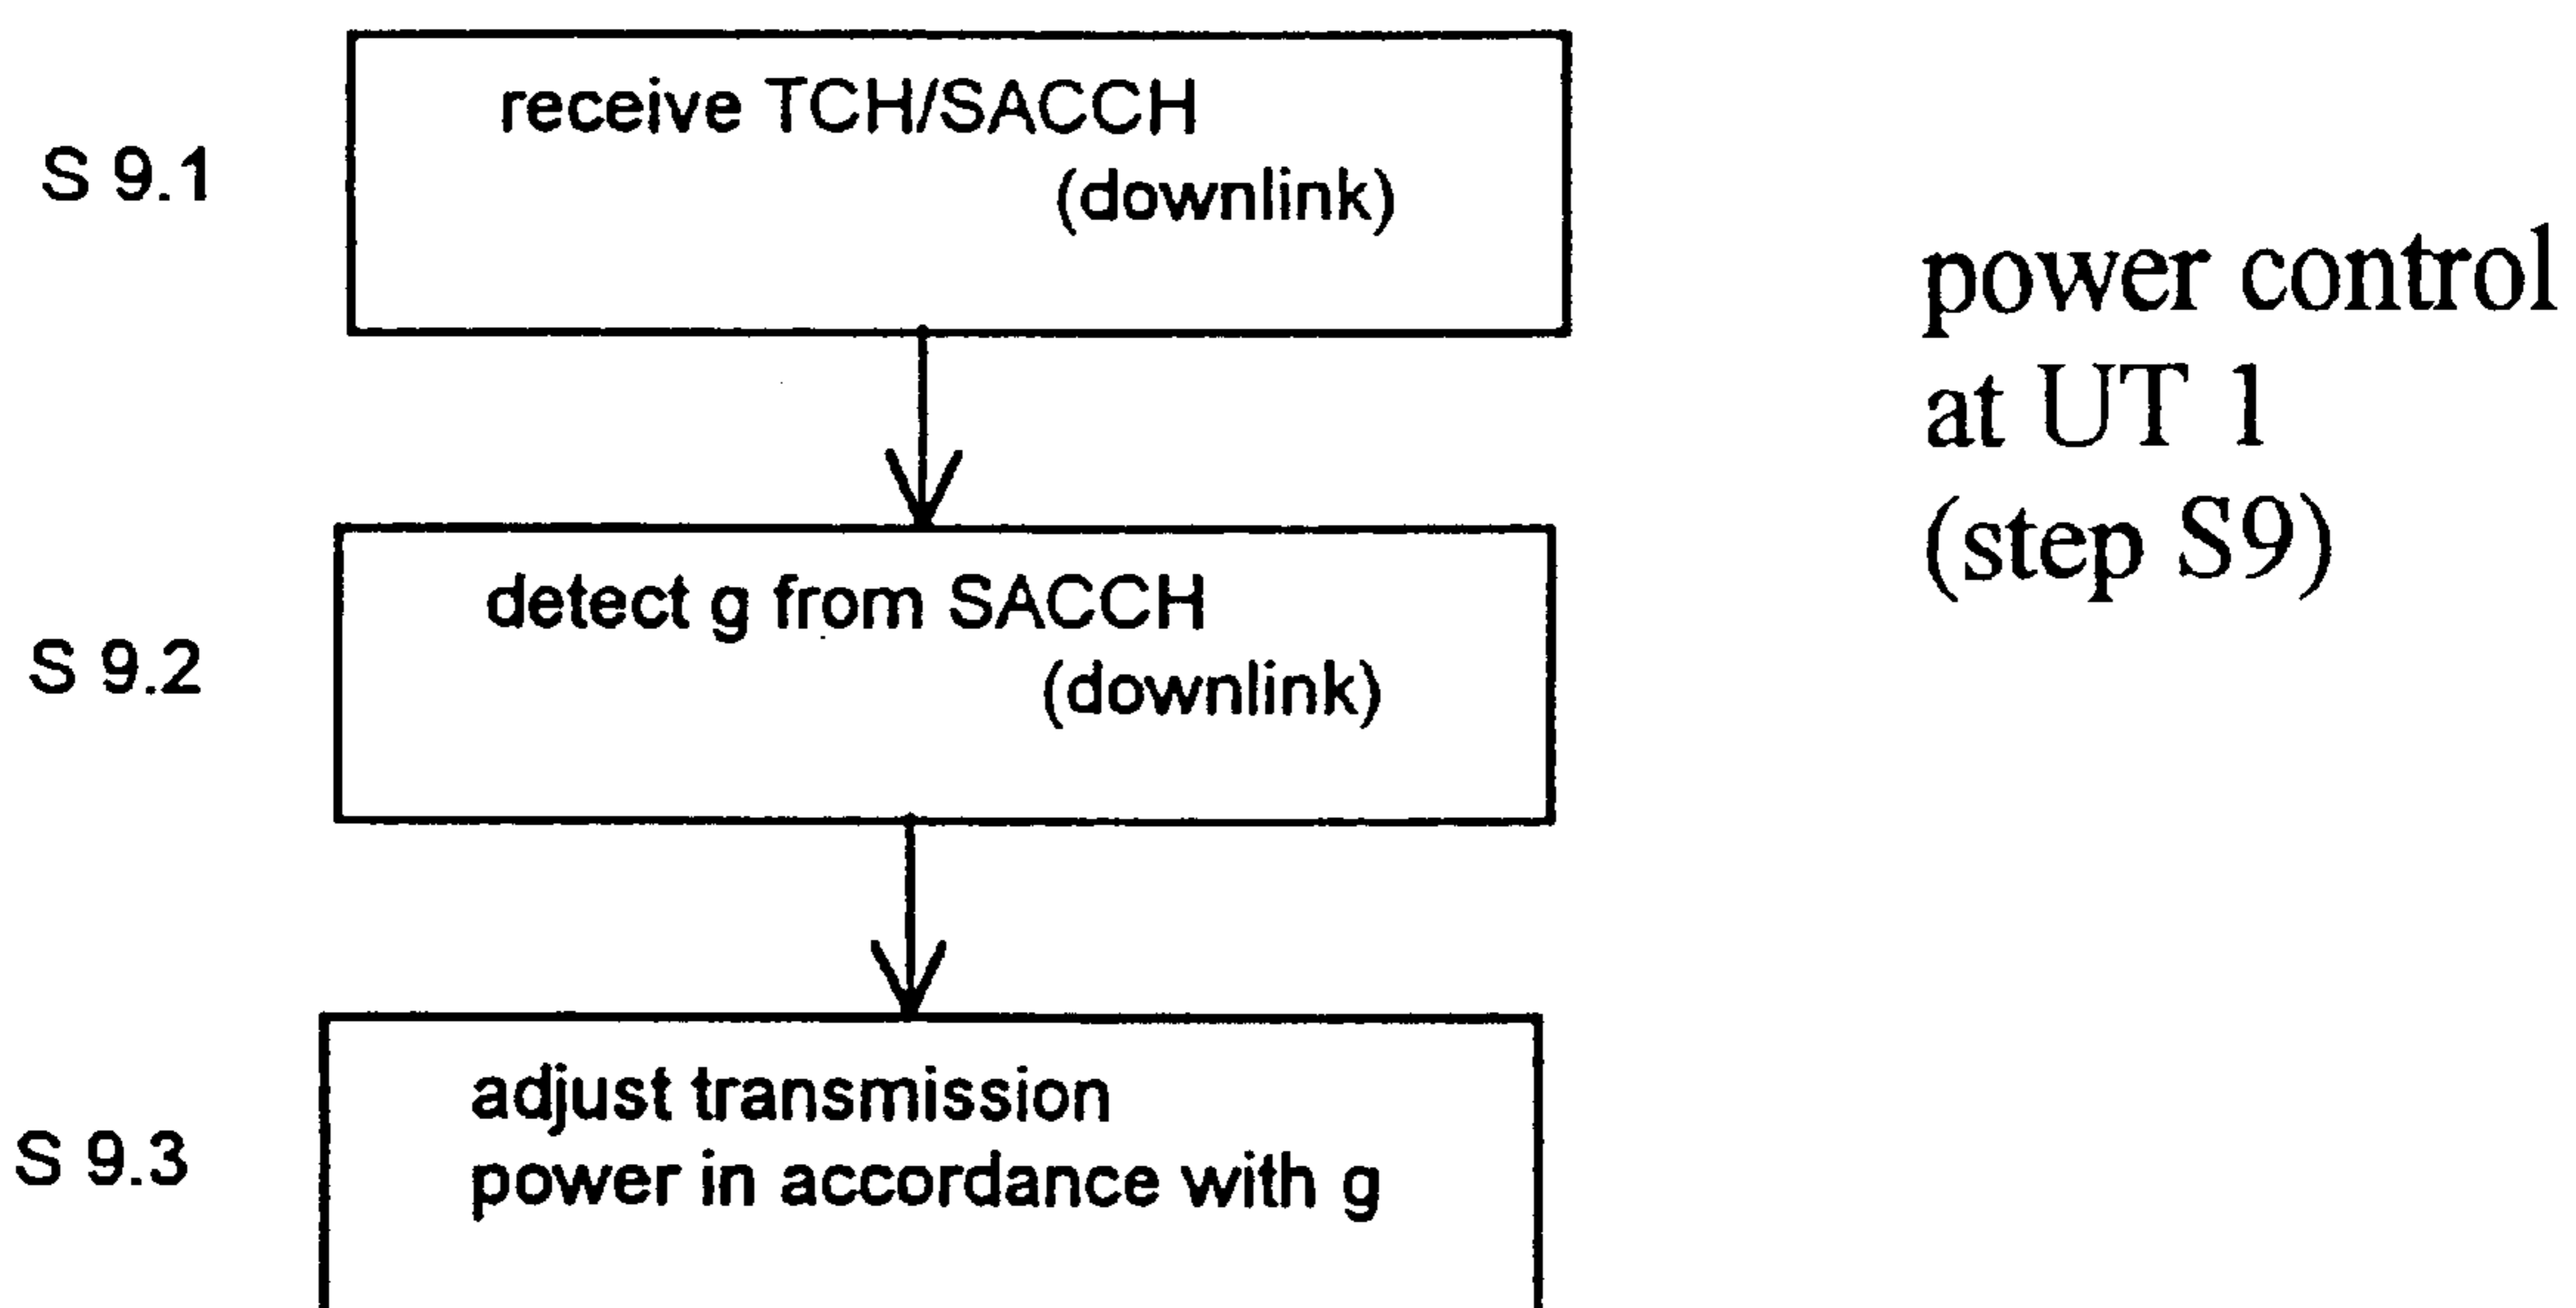 receive TCH/SACCH
S 9.1
(downlink)
power control
at UT 1
(step S9)
detect g from SACCH
S 9.2
(downlink)
adjust transmission
S 9.3
power in accordance with g